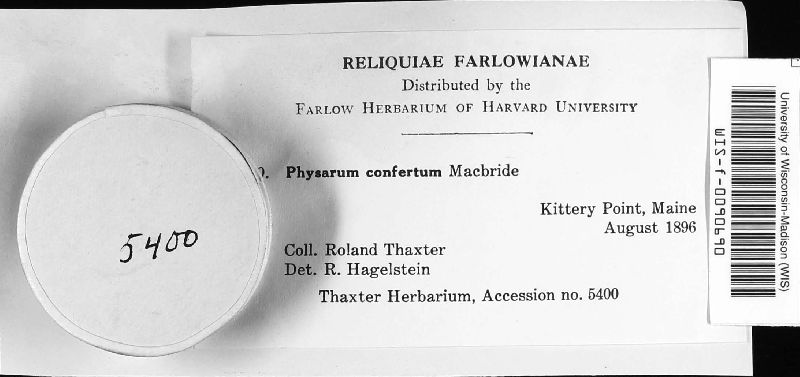 RELIQUIAE FARLOWIANAE
Distributed by the
FARLOW HERBARIUM OF HARVARD UNIVERSITY
Physarum confertum Macbride
Kittery Point, Maine
August 1896
Coll. Roland Thaxter
Det. R. Hagelstein
Thaxter Herbarium, Accession no. 5400
5400
University of Wisconsin-Madison (WIS)
WIS-f-0090690